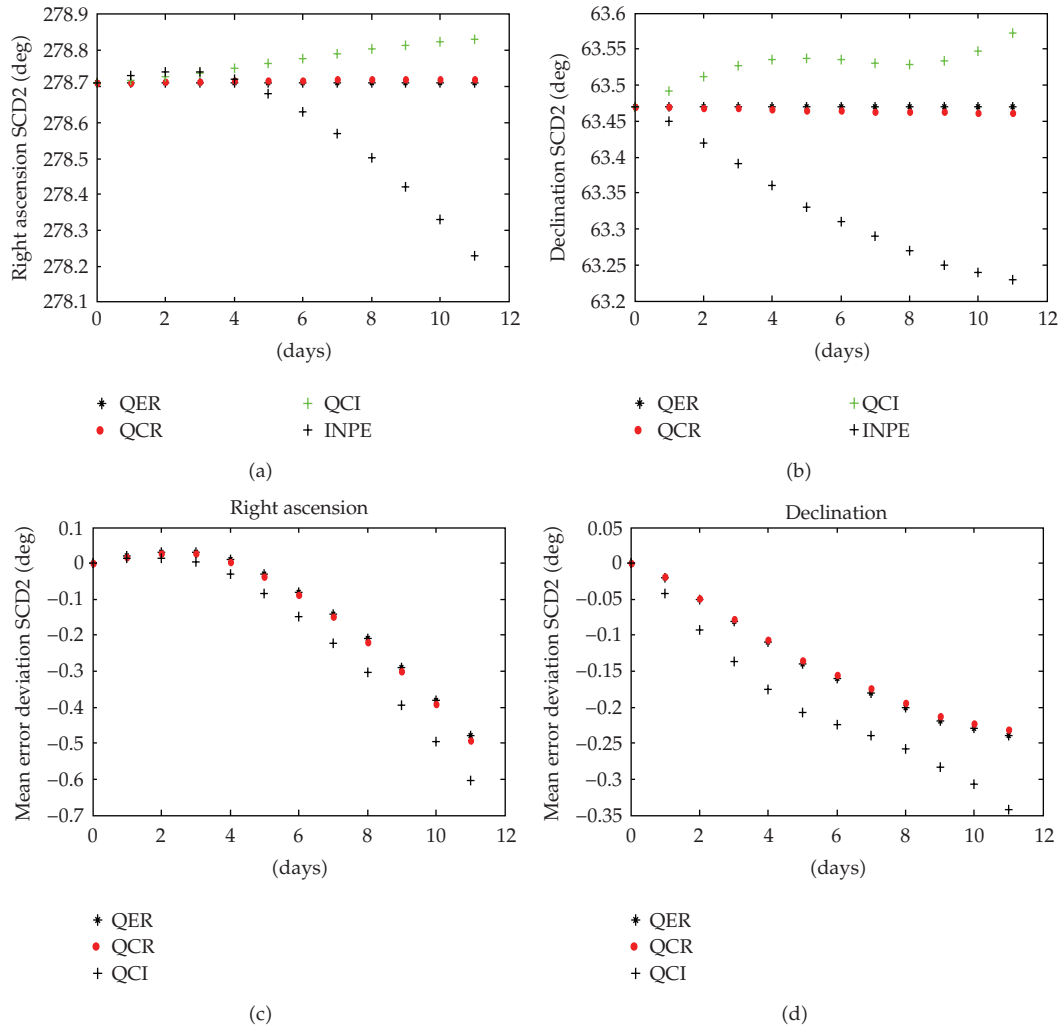 278.9
278.8
278.7
278.6
278.5
278.4
278.3
278.2
278.1
Right ascension SCD2 (deg)
0 2 4 6 8 10 12
(days)
QER QCI
QCR INPE
(a)
63.6
63.55
63.5
63.45
63.4
63.35
63.3
63.25
63.2
Declination SCD2 (deg)
0 2 4 6 8 10 12
(days)
QER QCI
QCR INPE
(b)
Right ascension
0.1
0
−0.1
−0.2
−0.3
−0.4
−0.5
−0.6
−0.7
Mean error deviation SCD2 (deg)
0 2 4 6 8 10 12
(days)
QER
QCR
QCI
(c)
Declination
0.05
0
−0.05
−0.1
−0.15
−0.2
−0.25
−0.3
−0.35
Mean error deviation SCD2 (deg)
0 2 4 6 8 10 12
(days)
QER
QCR
QCI
(d)